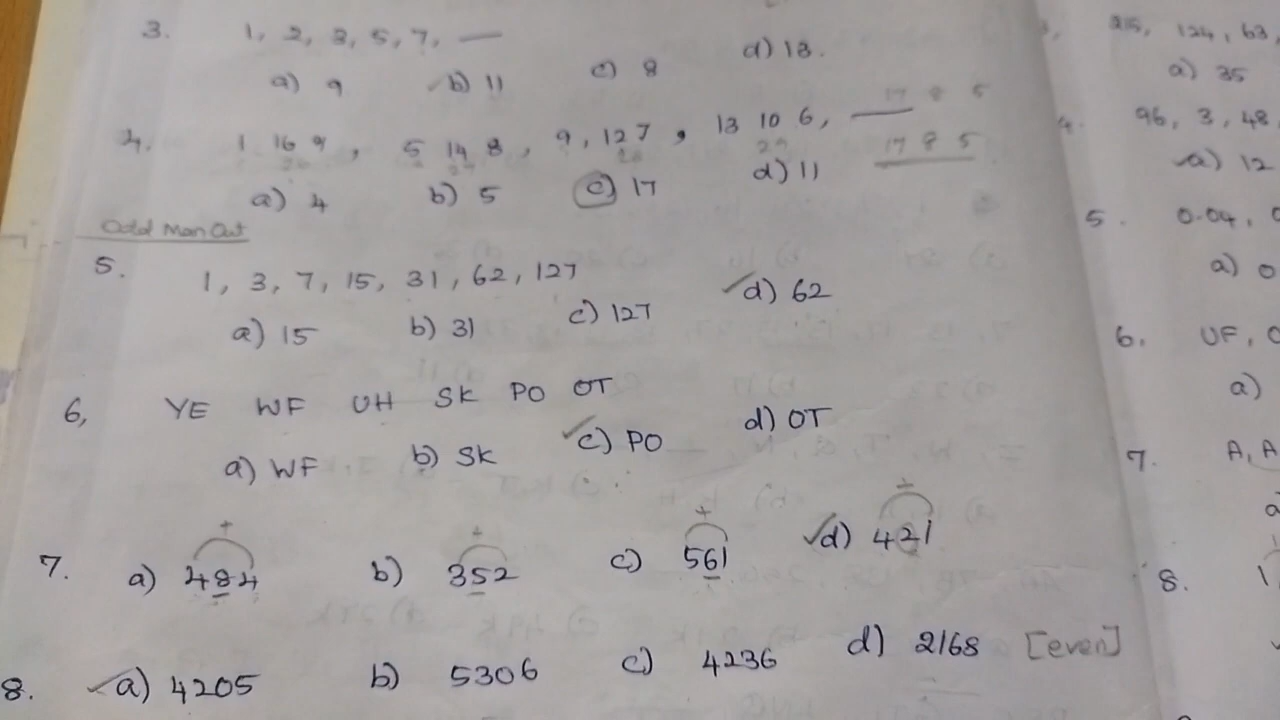 3. 1, 2, 3, 5, 7, —
a) 9 b) 11 c) 8 d) 13.
4. 1 16 9, 5 14 8, 9, 12 7, 13 10 6, ____ 17 8 5
17 8 5
a) 4 b) 5 c) 17 d) 11
Odd Man Out
5. 1, 3, 7, 15, 31, 62, 127
a) 15 b) 31 c) 127 d) 62
6, YE WF UH SK PO OT
a) WF b) SK c) PO d) OT
7. a) 484 b) 352 c) 561 d) 421
8. a) 4205 b) 5306 c) 4236 d) 2168 [even]
215, 124, 63,
a) 35
96, 3, 48,
a) 12
5. 0.04,
a) 0
6. UF,
a)
7. A, A
8. 1